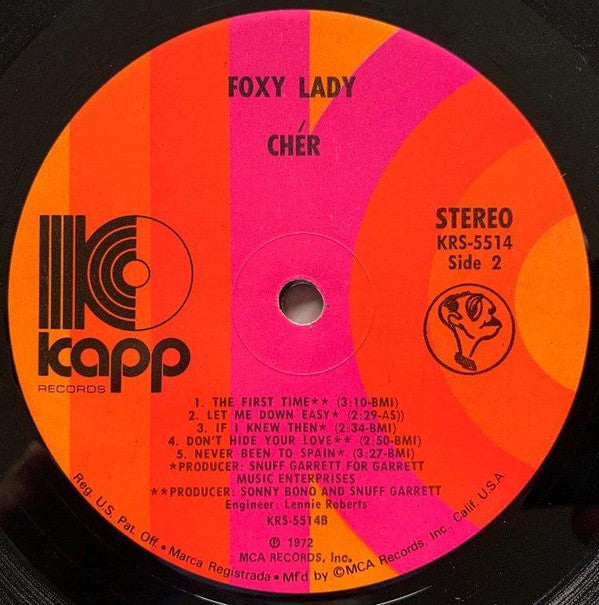 FOXY LADY
CHÉR
STEREO
KRS-5514
Side 2
kapp
RECORDS
1. THE FIRST TIME** (3:10-BMI)
2. LET ME DOWN EASY* (2:29-AS))
3. IF I KNEW THEN* (2:34-BMI)
4. DON'T HIDE YOUR LOVE** (2:50-BMI)
5. NEVER BEEN TO SPAIN* (3:27-BMI)
*PRODUCER: SNUFF GARRETT FOR GARRETT
MUSIC ENTERPRISES
**PRODUCER: SONNY BONO AND SNUFF GARRETT
Engineer: Lennie Roberts
KRS-5514B
℗ 1972
MCA RECORDS, Inc.
Reg. U.S. Pat. Off. • Marca Registrada • Mf'd by ©MCA Records, Inc., Calif. U.S.A.